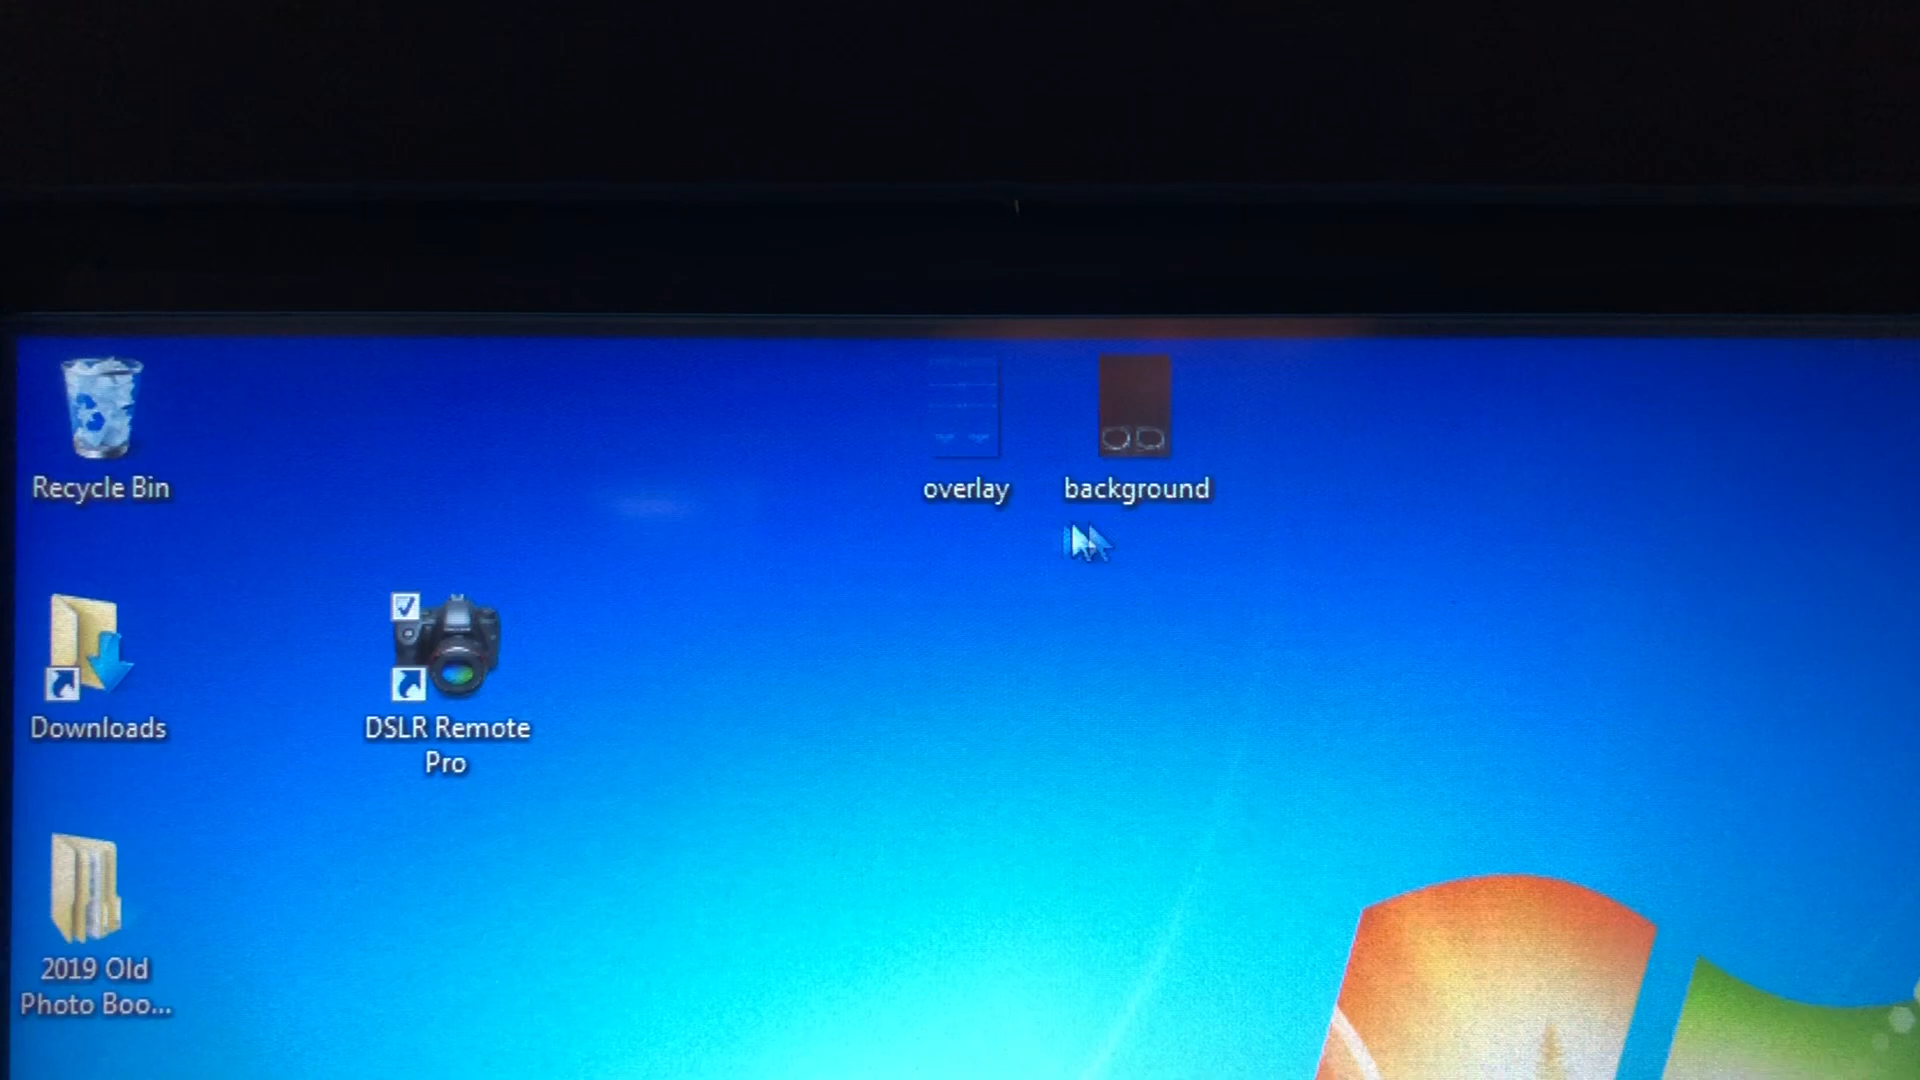 Recycle Bin
overlay
background
Downloads
DSLR Remote
Pro
2019 Old
Photo Boo...